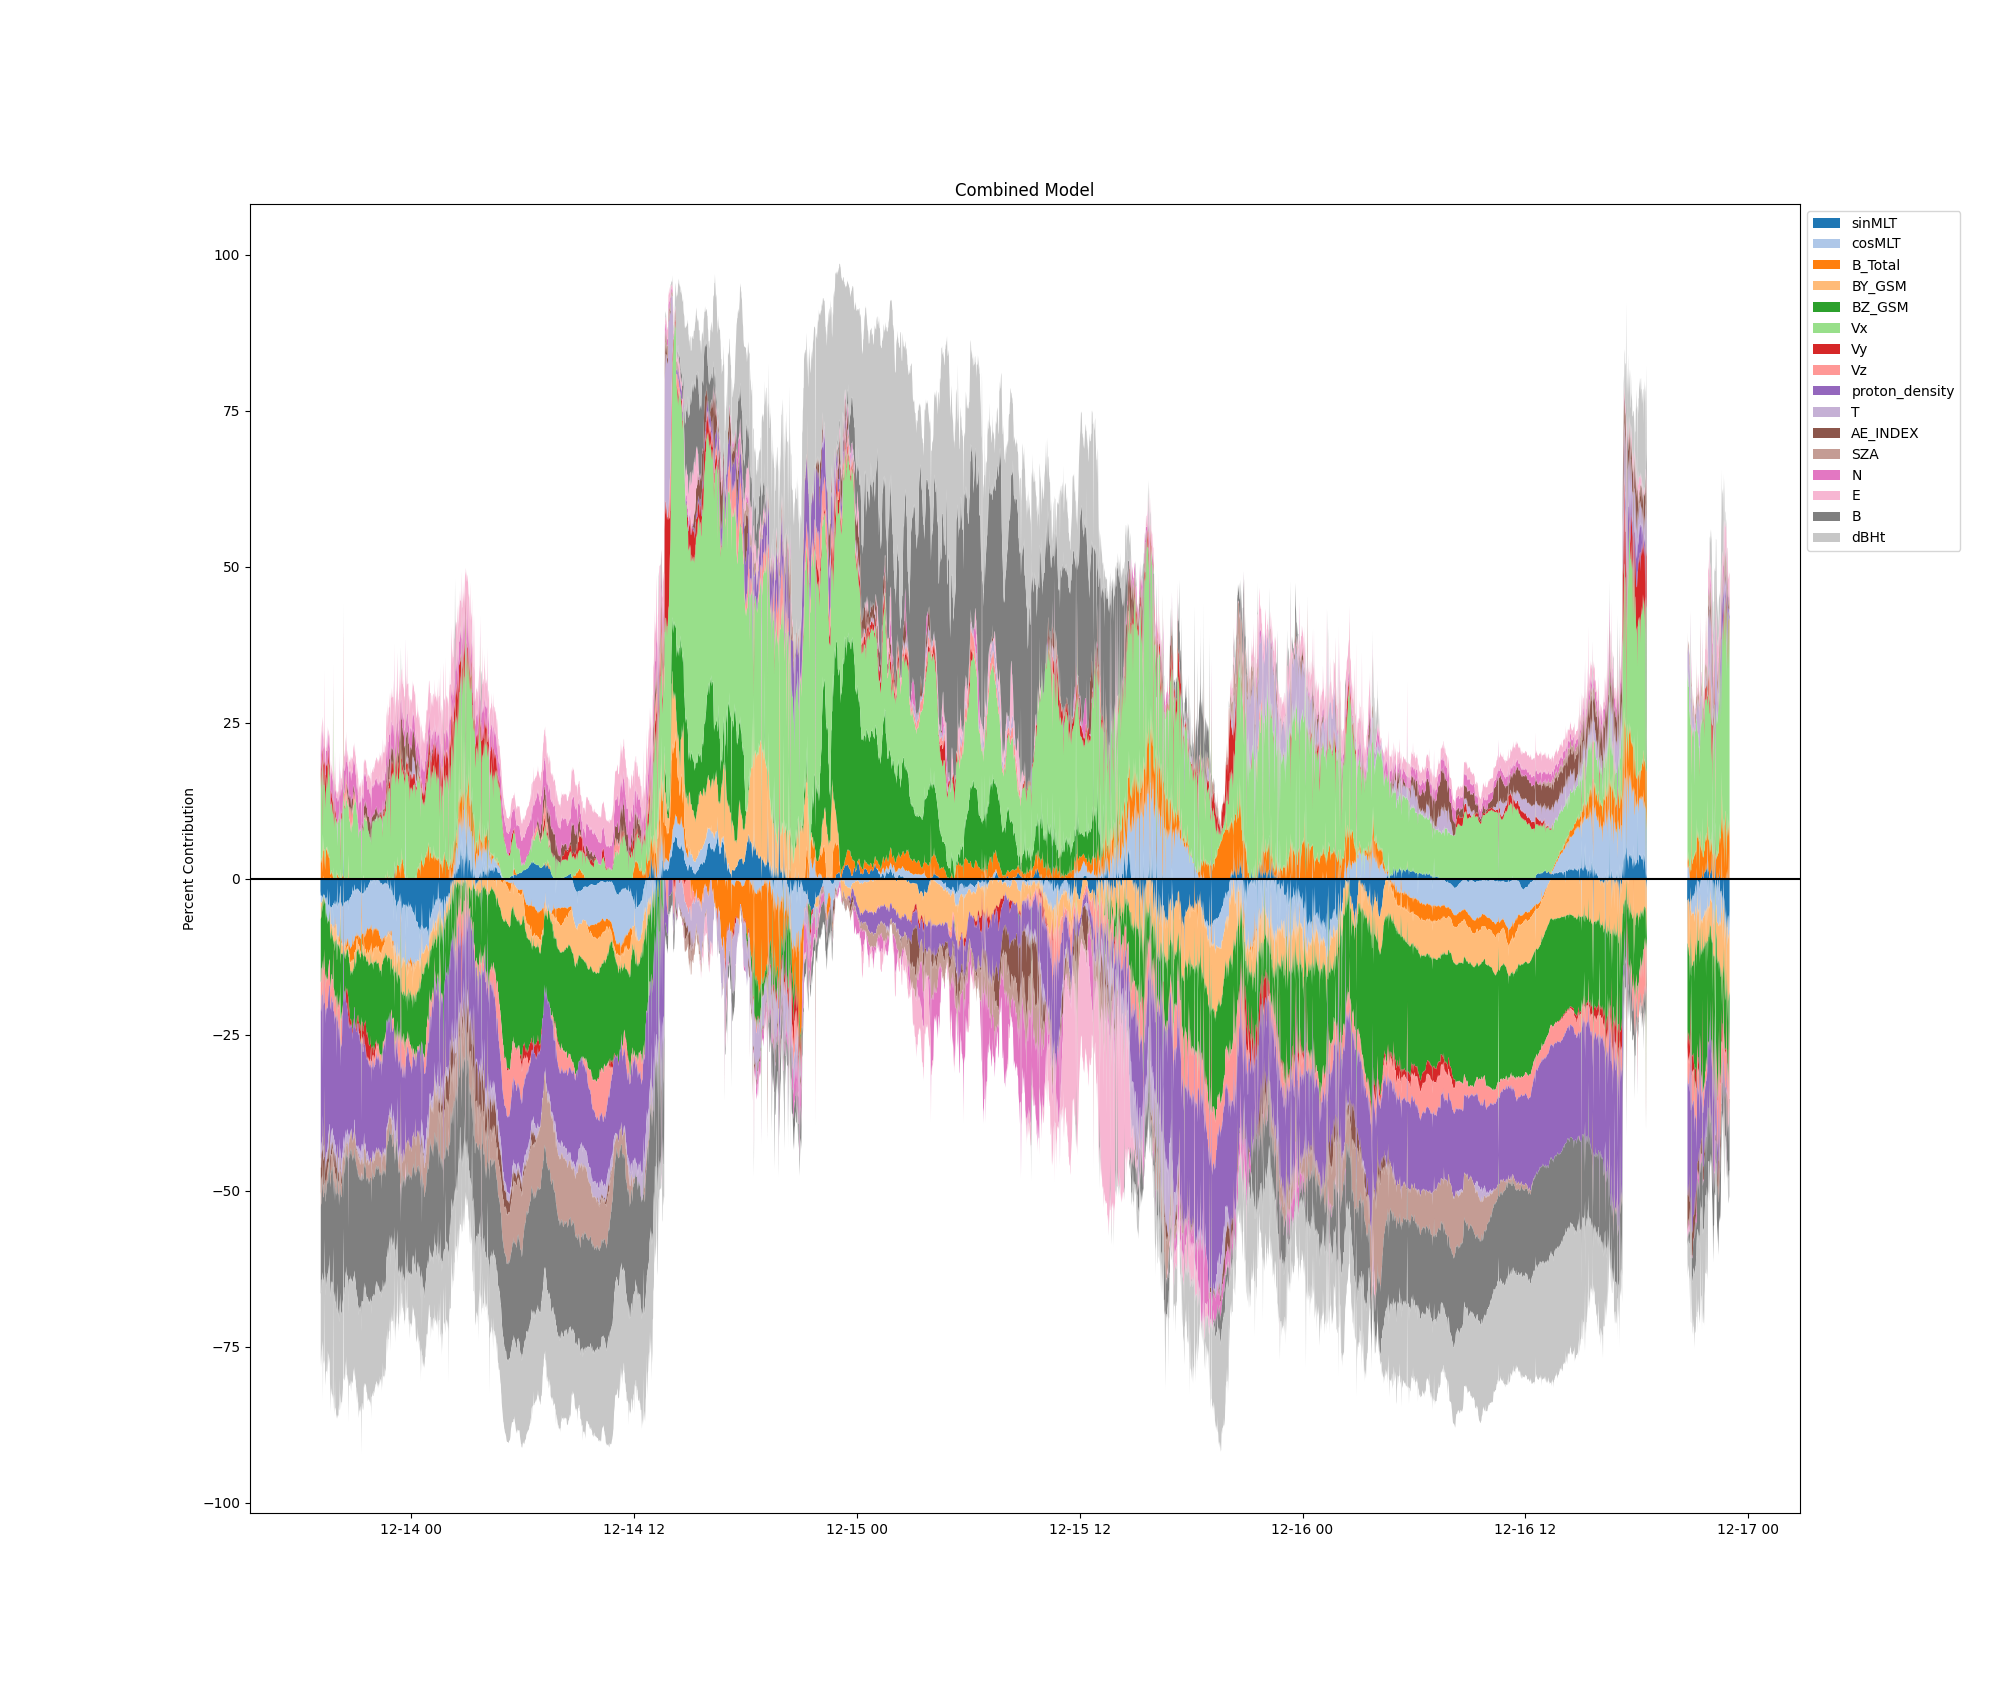 Combined Model
Percent Contribution
100
75
50
25
0
−25
−50
−75
−100
12-14 00
12-14 12
12-15 00
12-15 12
12-16 00
12-16 12
12-17 00
sinMLT
cosMLT
B_Total
BY_GSM
BZ_GSM
Vx
Vy
Vz
proton_density
T
AE_INDEX
SZA
N
E
B
dBHt